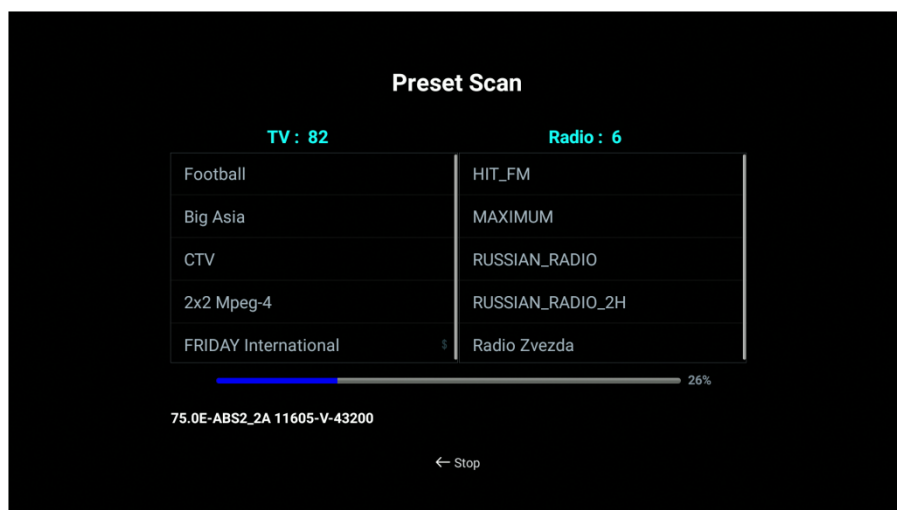 Preset Scan
TV : 82
Radio : 6
Football
HIT_FM
Big Asia
MAXIMUM
CTV
RUSSIAN_RADIO
2x2 Mpeg-4
RUSSIAN_RADIO_2H
FRIDAY International
$
Radio Zvezda
26%
75.0E-ABS2_2A 11605-V-43200
← Stop